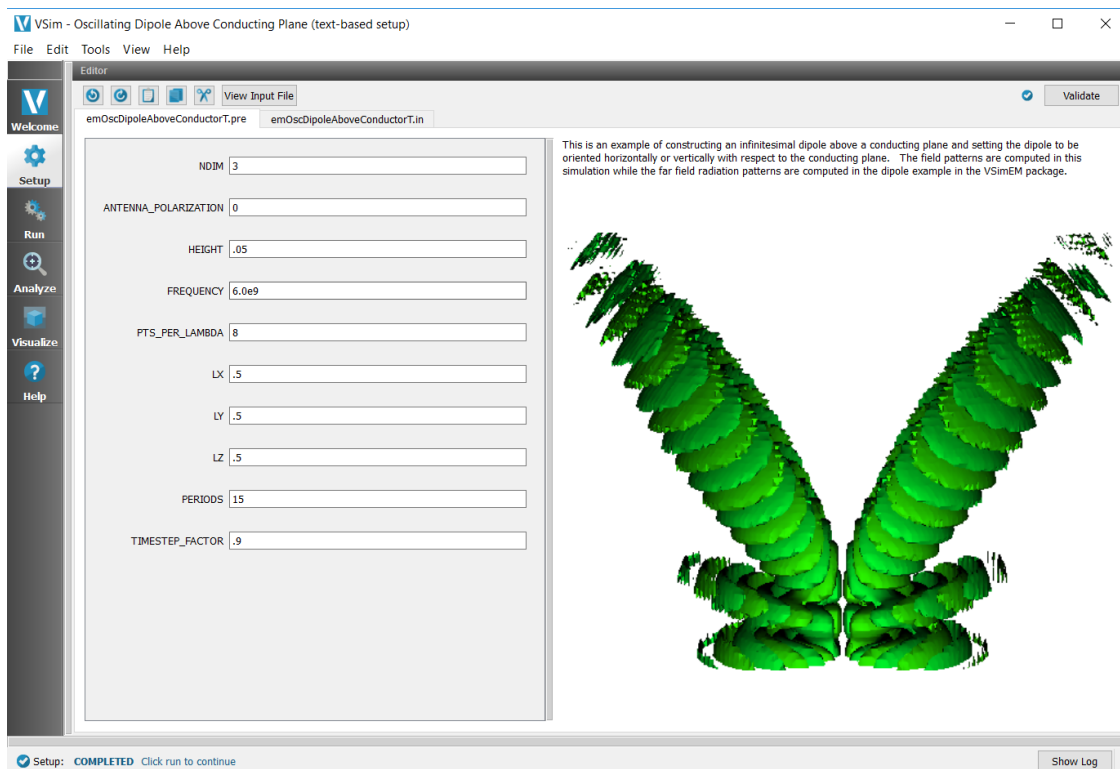 VSim - Oscillating Dipole Above Conducting Plane (text-based setup)
File Edit Tools View Help
Editor
View Input File
Validate
emOscDipoleAboveConductorT.pre
emOscDipoleAboveConductorT.in
Welcome
Setup
Run
Analyze
Visualize
Help
NDIM 3
ANTENNA_POLARIZATION 0
HEIGHT .05
FREQUENCY 6.0e9
PTS_PER_LAMBDA 8
LX .5
LY .5
LZ .5
PERIODS 15
TIMESTEP_FACTOR .9
This is an example of constructing an infinitesimal dipole above a conducting plane and setting the dipole to be
oriented horizontally or vertically with respect to the conducting plane. The field patterns are computed in this
simulation while the far field radiation patterns are computed in the dipole example in the VSimEM package.
Setup: COMPLETED Click run to continue
Show Log